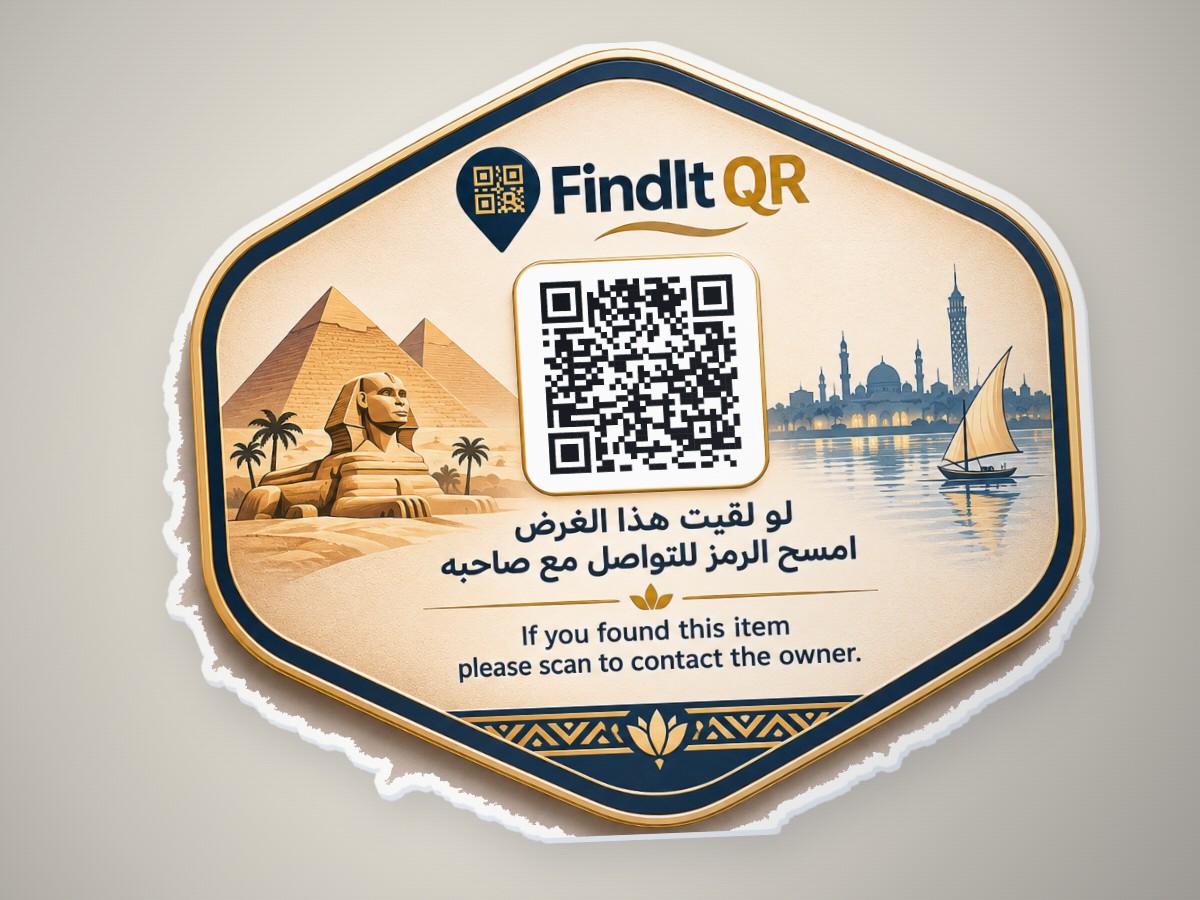 FindIt QR
لو لقيت هذا الغرض
امسح الرمز للتواصل مع صاحبه
If you found this item
please scan to contact the owner.